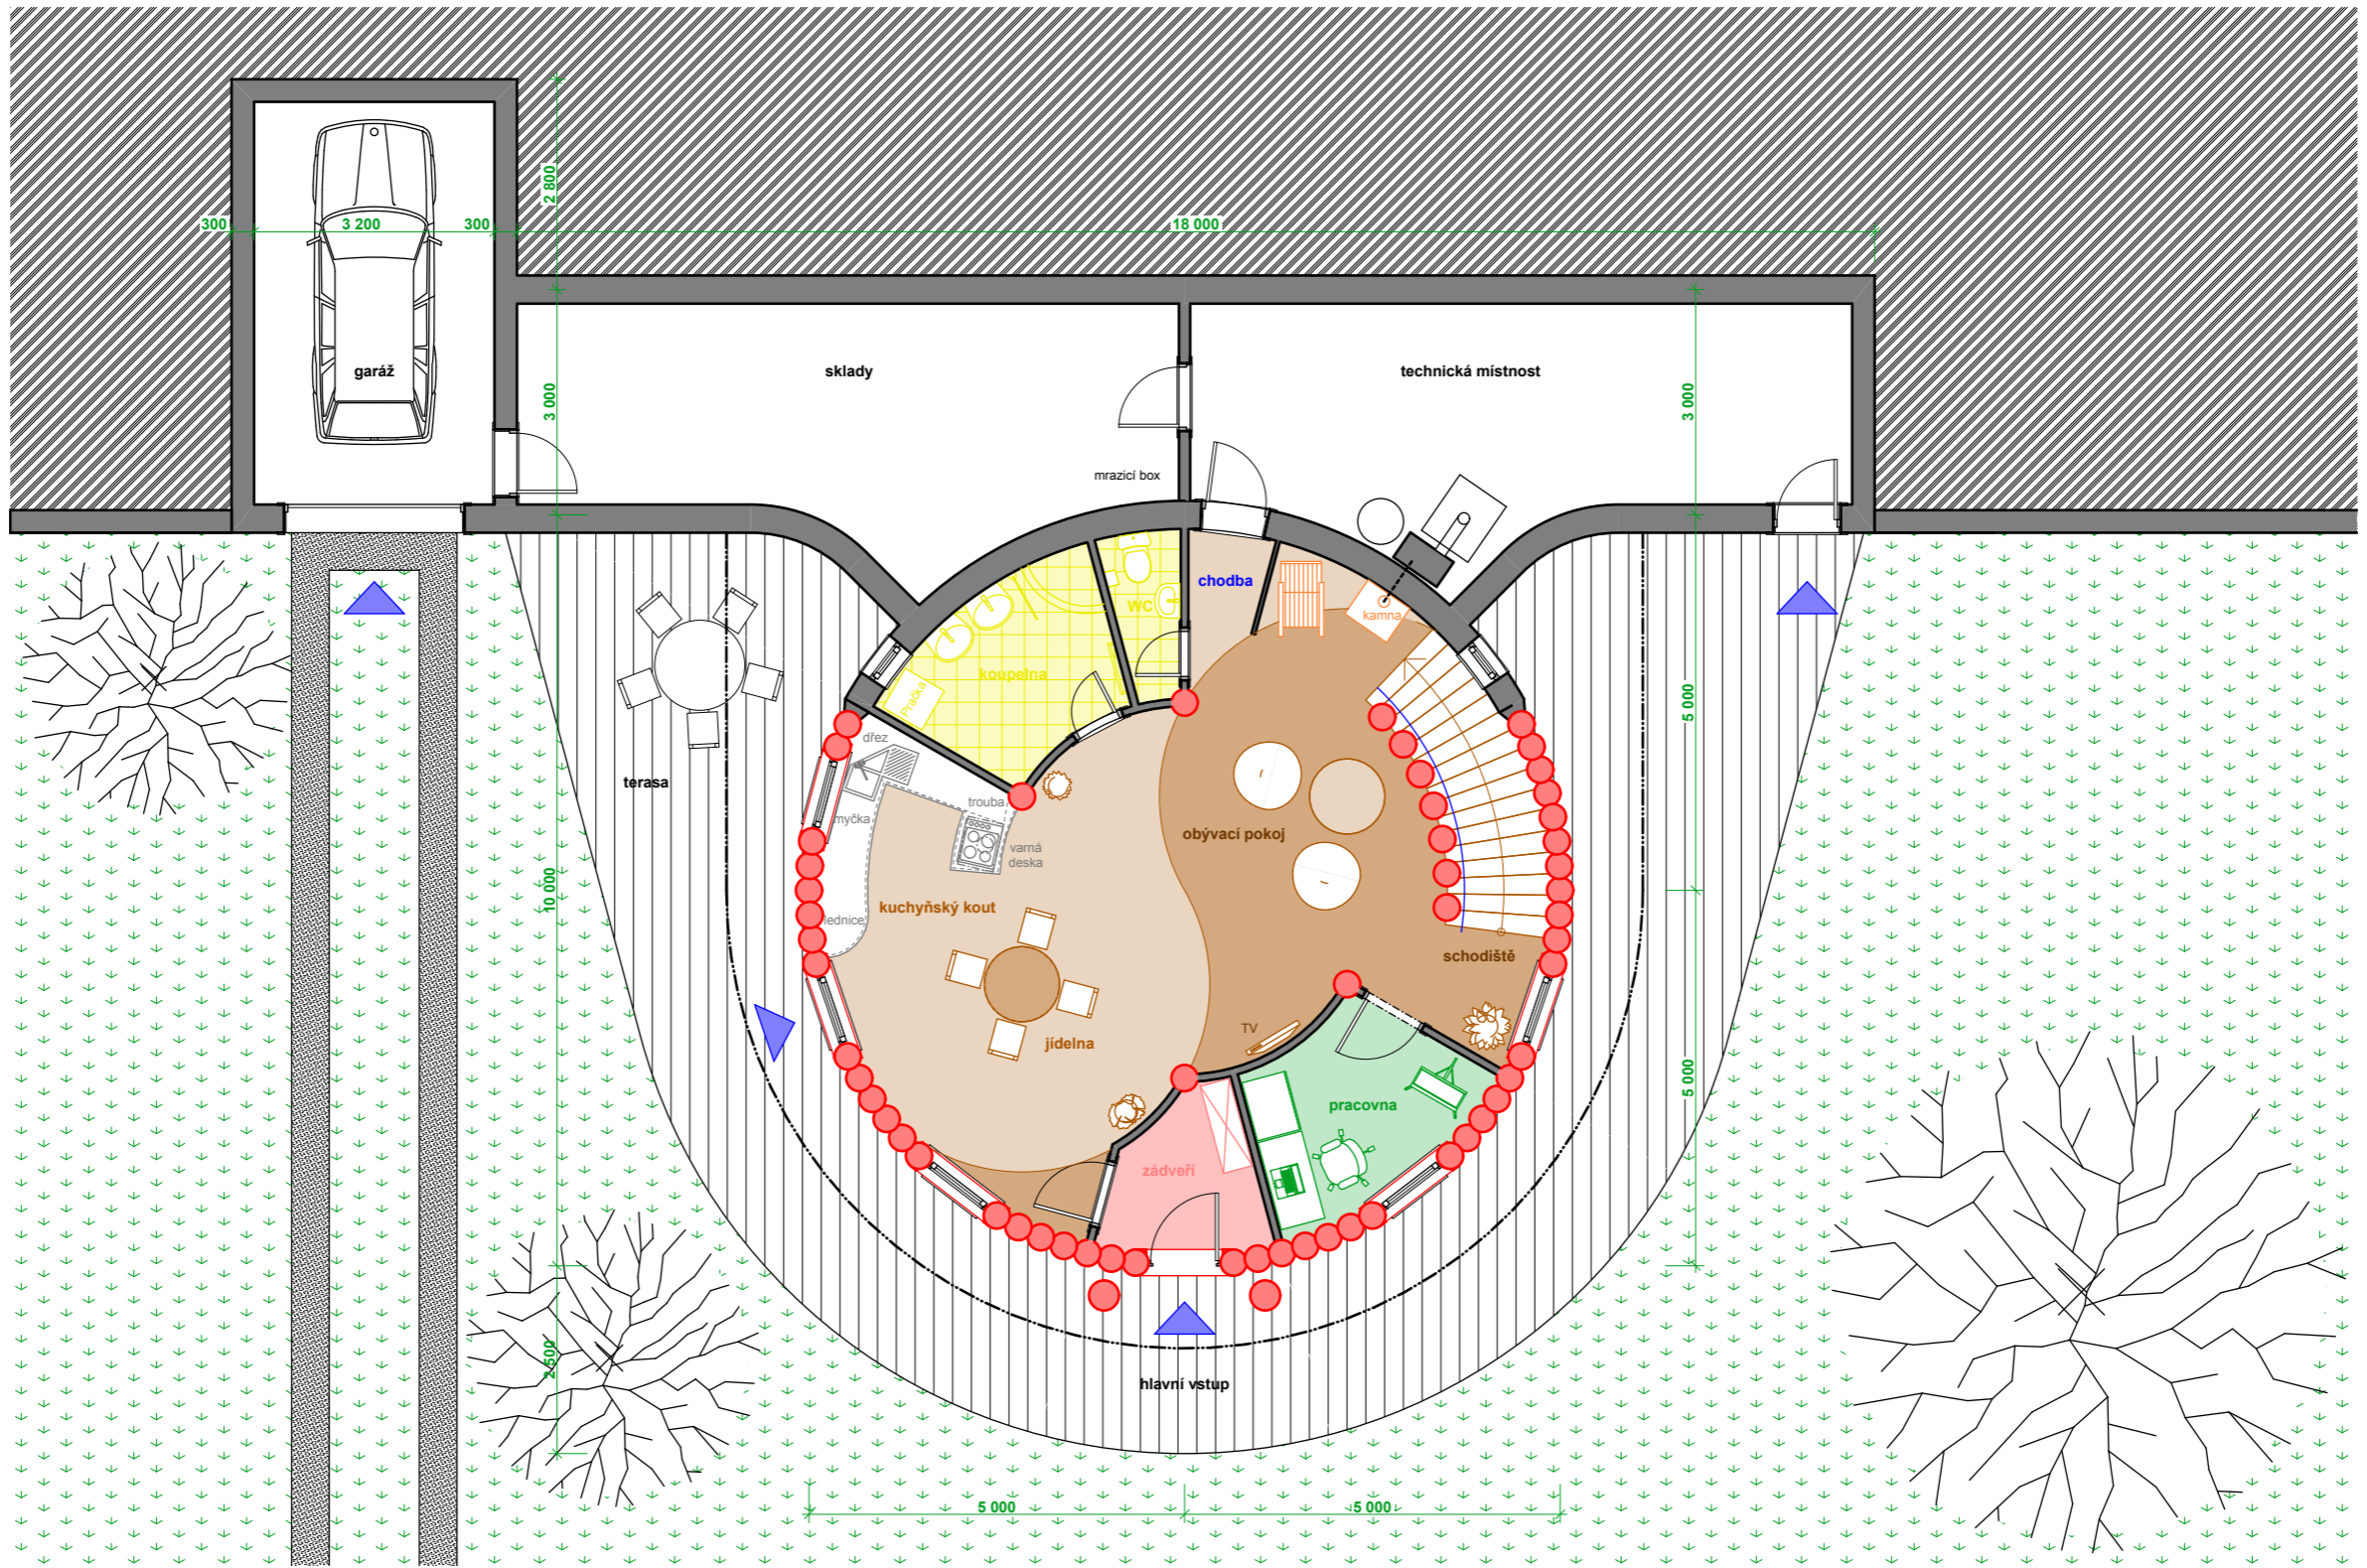 2 800
300
3 200
300
18 000
garáž
sklady
technická místnost
3 000
3 000
mrazicí box
chodba
WC
kamna
koupelna
Pračka
5 000
dřez
terasa
trouba
myčka
varná
deska
obývací pokoj
10 000
kuchyňský kout
lednice
schodiště
TV
jídelna
5 000
pracovna
zádveří
2 500
hlavní vstup
5 000
5 000